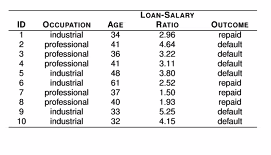 LOAN-SALARY
ID OCCUPATION AGE RATIO OUTCOME
1 industrial 34 2.96 repaid
2 professional 41 4.64 default
3 professional 36 3.22 default
4 professional 41 3.11 default
5 industrial 48 3.80 default
6 industrial 61 2.52 repaid
7 professional 37 1.50 repaid
8 professional 40 1.93 repaid
9 industrial 33 5.25 default
10 industrial 32 4.15 default